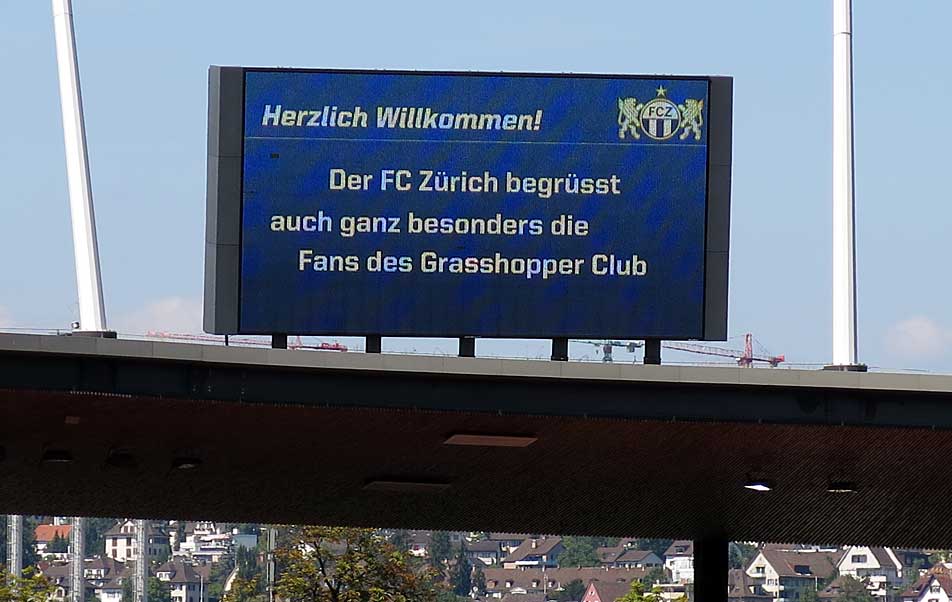 Herzlich Willkommen!
FCZ
Der FC Zürich begrüsst
auch ganz besonders die
Fans des Grasshopper Club